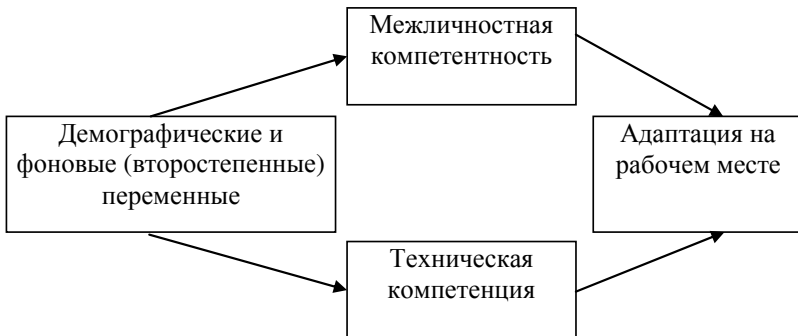 Межличностная
компетентность
Демографические и
фоновые (второстепенные)
переменные
Адаптация на
рабочем месте
Техническая
компетенция